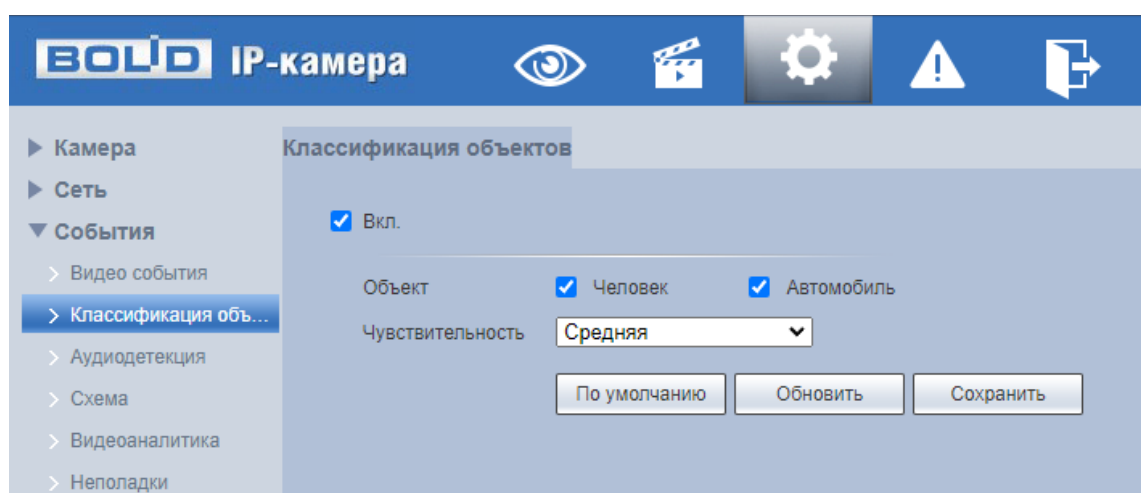 BOLID IP-камера
Камера
Сеть
События
Видео события
Классификация объ...
Аудиодетекция
Схема
Видеоаналитика
Неполадки
Классификация объектов
Вкл.
Объект Человек Автомобиль
Чувствительность Средняя
По умолчанию Обновить Сохранить